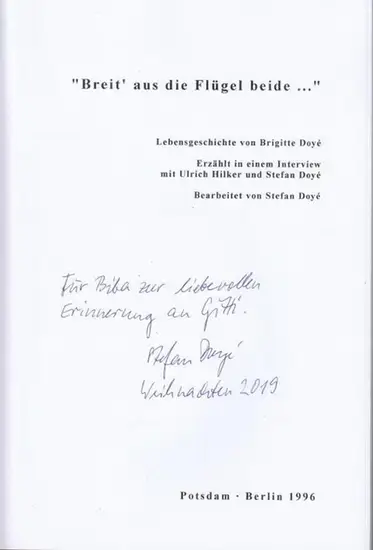 "Breit' aus die Flügel beide ..."
Lebensgeschichte von Brigitte Doyé
Erzählt in einem Interview
mit Ulrich Hilker und Stefan Doyé
Bearbeitet von Stefan Doyé
Für Biba zur liebevollen
Erinnerung an Gitti.
Stefan Doyé
Weihnachten 2019
Potsdam · Berlin 1996